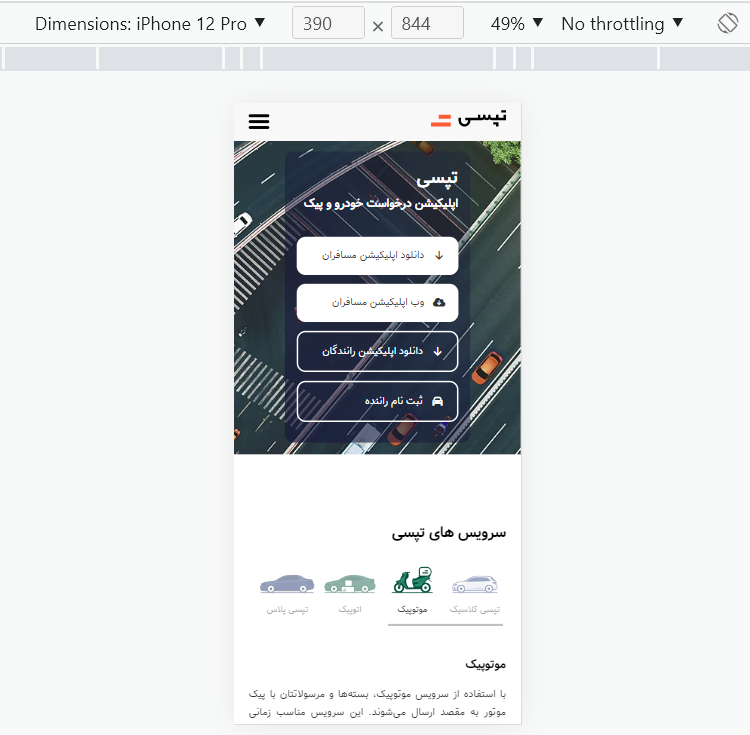 Dimensions: iPhone 12 Pro ▼ 390 × 844 49% ▼ No throttling ▼
تپسی
تپسی
اپلیکیشن درخواست خودرو و پیک
دانلود اپلیکیشن مسافران
وب اپلیکیشن مسافران
دانلود اپلیکیشن رانندگان
ثبت نام راننده
سرویس های تپسی
تپسی کلاسیک موتوپیک اتوپیک تپسی پلاس
موتوپیک
با استفاده از سرویس موتوپیک، بسته‌ها و مرسولاتتان با پیک
موتور به مقصد ارسال می‌شوند. این سرویس مناسب زمانی